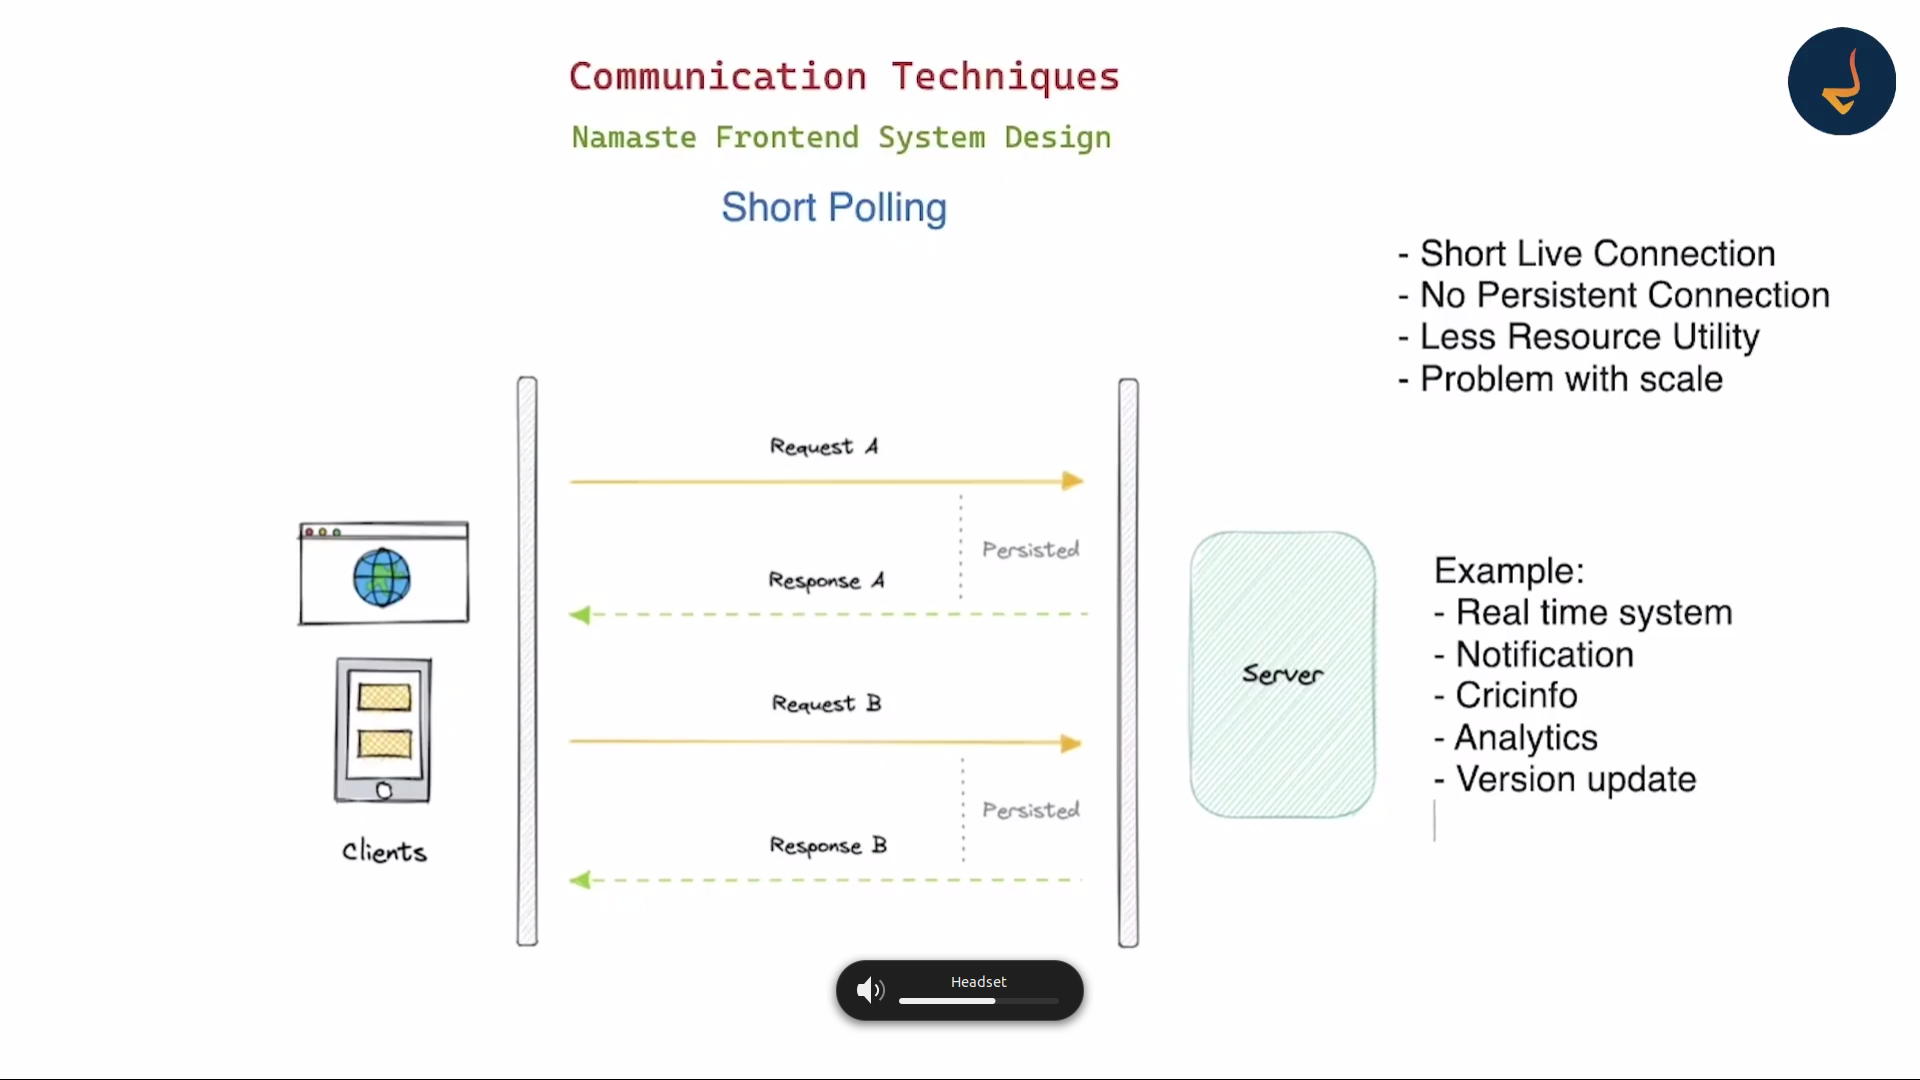 Communication Techniques
Namaste Frontend System Design
Short Polling
- Short Live Connection
- No Persistent Connection
- Less Resource Utility
- Problem with scale
Request A
Persisted
Response A
Request B
Persisted
Response B
Clients
Server
Example:
- Real time system
- Notification
- Cricinfo
- Analytics
- Version update
Headset